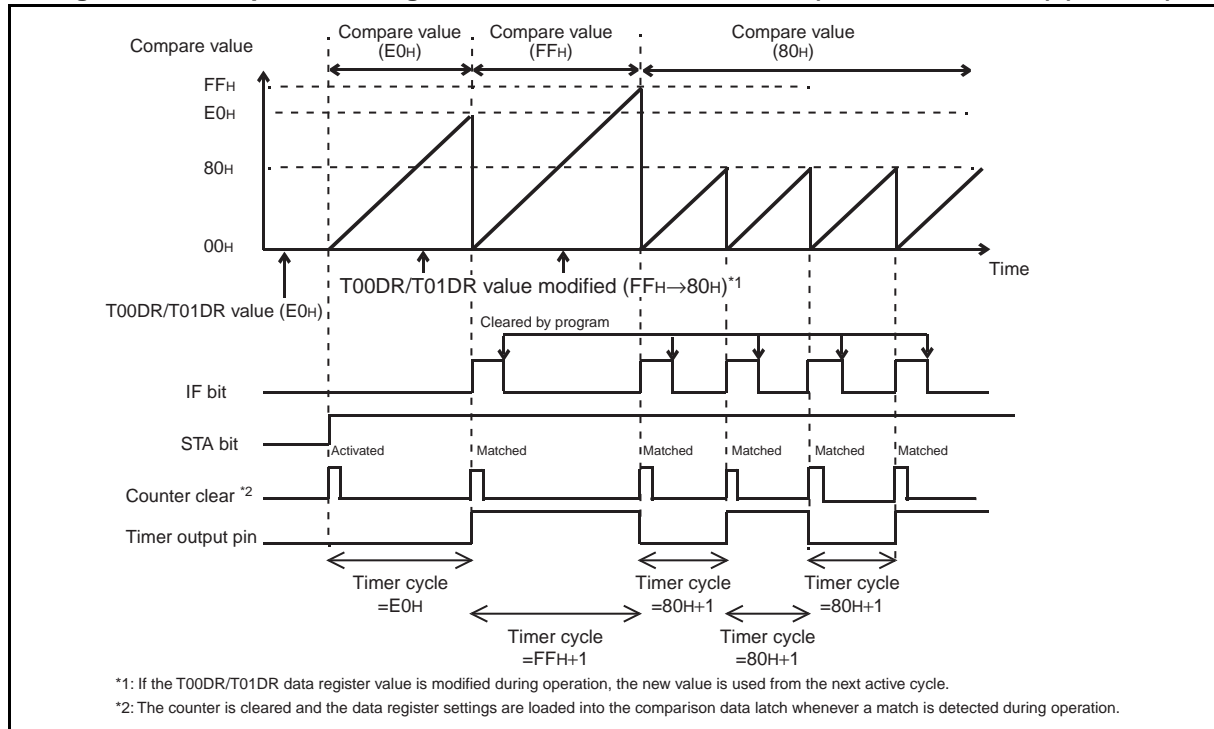 Compare value
Compare value
(E0H)
Compare value
(FFH)
Compare value
(80H)
FFH
E0H
80H
00H
Time
T00DR/T01DR value modified (FFH→80H)*1
T00DR/T01DR value (E0H)
Cleared by program
IF bit
STA bit
Activated
Matched
Matched
Matched
Matched
Matched
Counter clear *2
Timer output pin
Timer cycle
=E0H
Timer cycle
=80H+1
Timer cycle
=80H+1
Timer cycle
=FFH+1
Timer cycle
=80H+1
*1: If the T00DR/T01DR data register value is modified during operation, the new value is used from the next active cycle.
*2: The counter is cleared and the data register settings are loaded into the comparison data latch whenever a match is detected during operation.